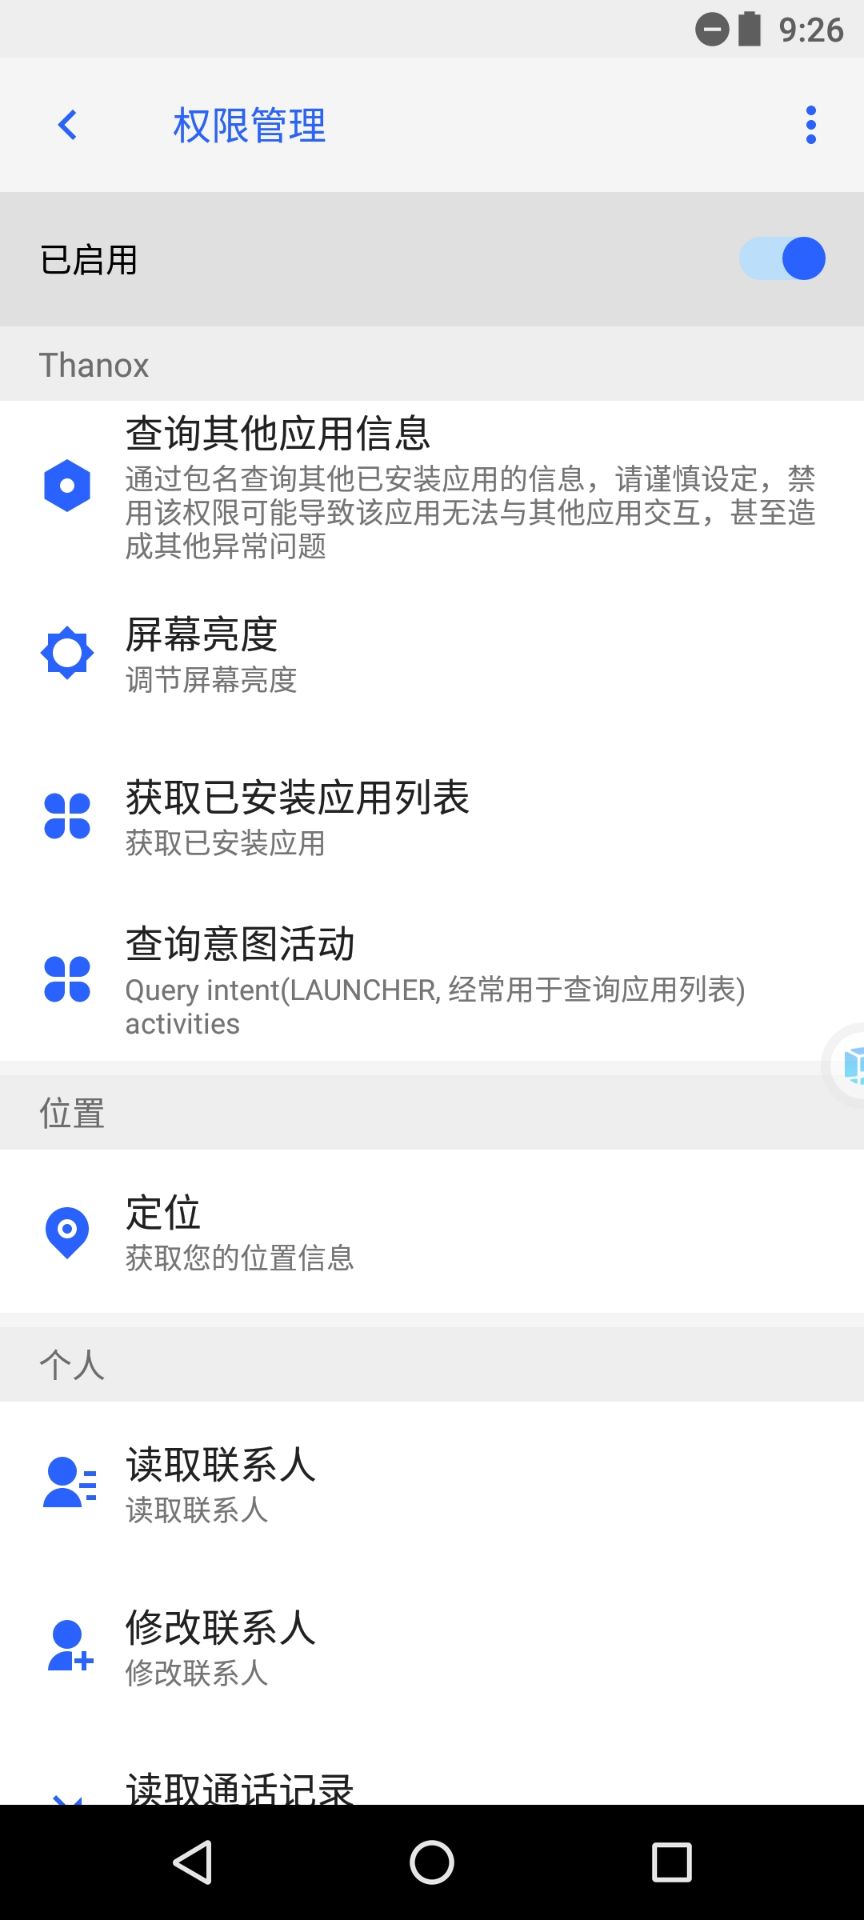 9:26
权限管理
已启用
Thanox
查询其他应用信息
通过包名查询其他已安装应用的信息，请谨慎设定，禁
用该权限可能导致该应用无法与其他应用交互，甚至造
成其他异常问题
屏幕亮度
调节屏幕亮度
获取已安装应用列表
获取已安装应用
查询意图活动
Query intent(LAUNCHER, 经常用于查询应用列表)
activities
位置
定位
获取您的位置信息
个人
读取联系人
读取联系人
修改联系人
修改联系人
读取通话记录